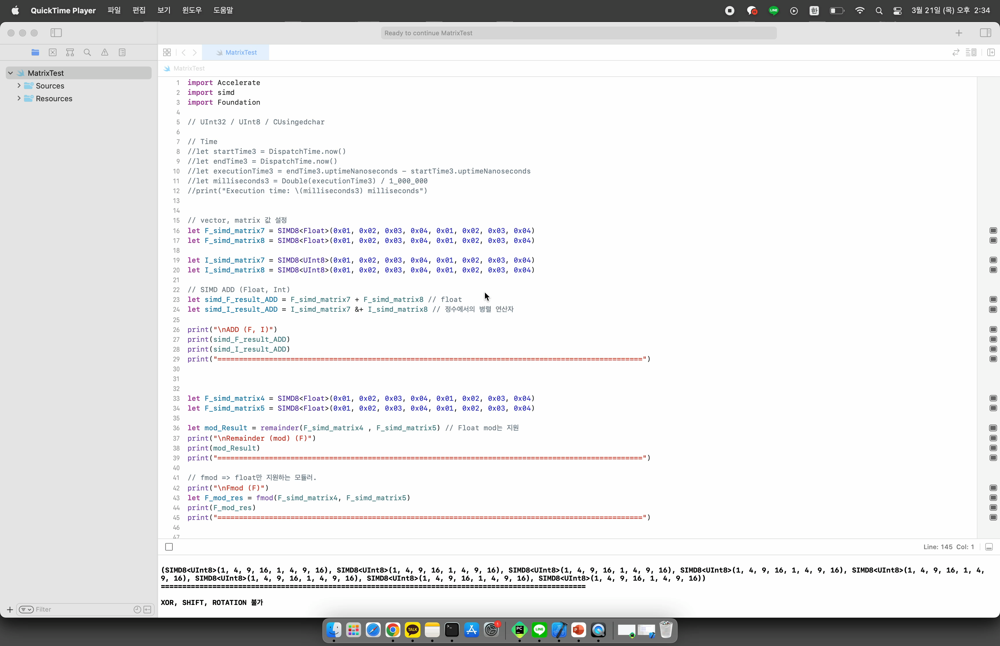 QuickTime Player 파일 편집 보기 윈도우 도움말 N LINE 한 3월 21일 (목) 오후 2:34
Ready to continue MatrixTest
MatrixTest
MatrixTest
MatrixTest
Sources
Resources
1 import Accelerate
2 import simd
3 import Foundation
4
5 // UInt32 / UInt8 / CUsingedchar
6
7 // Time
8 //let startTime3 = DispatchTime.now()
9 //let endTime3 = DispatchTime.now()
10 //let executionTime3 = endTime3.uptimeNanoseconds - startTime3.uptimeNanoseconds
11 //let milliseconds3 = Double(executionTime3) / 1_000_000
12 //print("Execution time: \(milliseconds3) milliseconds")
13
14
15 // vector, matrix 값 설정
16 let F_simd_matrix7 = SIMD8<Float>(0x01, 0x02, 0x03, 0x04, 0x01, 0x02, 0x03, 0x04)
17 let F_simd_matrix8 = SIMD8<Float>(0x01, 0x02, 0x03, 0x04, 0x01, 0x02, 0x03, 0x04)
18
19 let I_simd_matrix7 = SIMD8<UInt8>(0x01, 0x02, 0x03, 0x04, 0x01, 0x02, 0x03, 0x04)
20 let I_simd_matrix8 = SIMD8<UInt8>(0x01, 0x02, 0x03, 0x04, 0x01, 0x02, 0x03, 0x04)
21
22 // SIMD ADD (Float, Int)
23 let simd_F_result_ADD = F_simd_matrix7 + F_simd_matrix8 // float
24 let simd_I_result_ADD = I_simd_matrix7 &+ I_simd_matrix8 // 정수에서의 병렬 연산자
25
26 print("\nADD (F, I)")
27 print(simd_F_result_ADD)
28 print(simd_I_result_ADD)
29 print("===================================================================================================")
30
31
32
33 let F_simd_matrix4 = SIMD8<Float>(0x01, 0x02, 0x03, 0x04, 0x01, 0x02, 0x03, 0x04)
34 let F_simd_matrix5 = SIMD8<Float>(0x01, 0x02, 0x03, 0x04, 0x01, 0x02, 0x03, 0x04)
35
36 let mod_Result = remainder(F_simd_matrix4 , F_simd_matrix5) // Float mod는 지원
37 print("\nRemainder (mod) (F)")
38 print(mod_Result)
39 print("===================================================================================================")
40
41 // fmod => float만 지원하는 모듈러.
42 print("\nFmod (F)")
43 let F_mod_res = fmod(F_simd_matrix4, F_simd_matrix5)
44 print(F_mod_res)
45 print("===================================================================================================")
46
47
Line: 145 Col: 1
(SIMD8<UInt8>(1, 4, 9, 16, 1, 4, 9, 16), SIMD8<UInt8>(1, 4, 9, 16, 1, 4, 9, 16), SIMD8<UInt8>(1, 4, 9, 16, 1, 4, 9, 16), SIMD8<UInt8>(1, 4, 9, 16, 1, 4, 9, 16), SIMD8<UInt8>(1, 4, 9, 16, 1, 4,
9, 16), SIMD8<UInt8>(1, 4, 9, 16, 1, 4, 9, 16), SIMD8<UInt8>(1, 4, 9, 16, 1, 4, 9, 16), SIMD8<UInt8>(1, 4, 9, 16, 1, 4, 9, 16))
===================================================================================================
XOR, SHIFT, ROTATION 불가
Filter
TALK >_ 1 PC LINE P